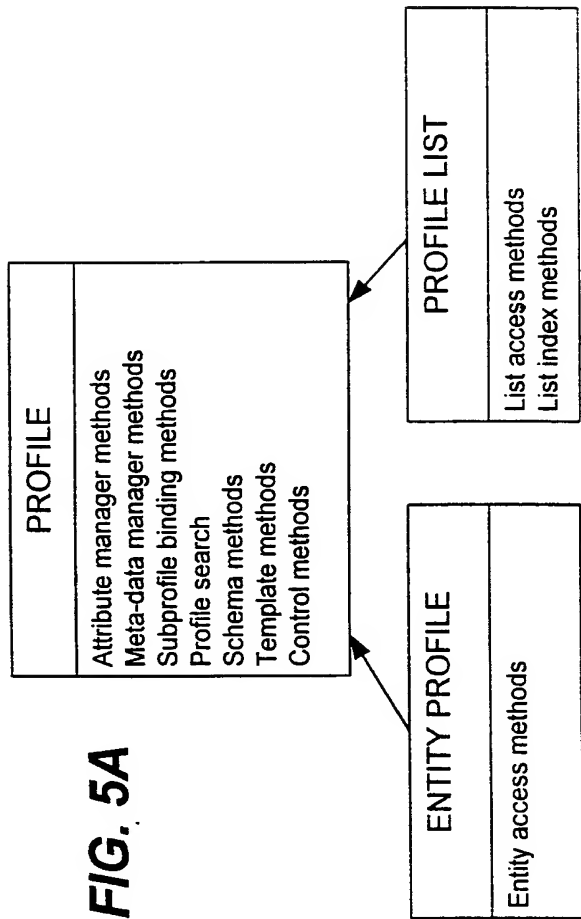 FIG. 5A
PROFILE
Attribute manager methods
Meta-data manager methods
Subprofile binding methods
Profile search
Schema methods
Template methods
Control methods
ENTITY PROFILE
Entity access methods
PROFILE LIST
List access methods
List index methods